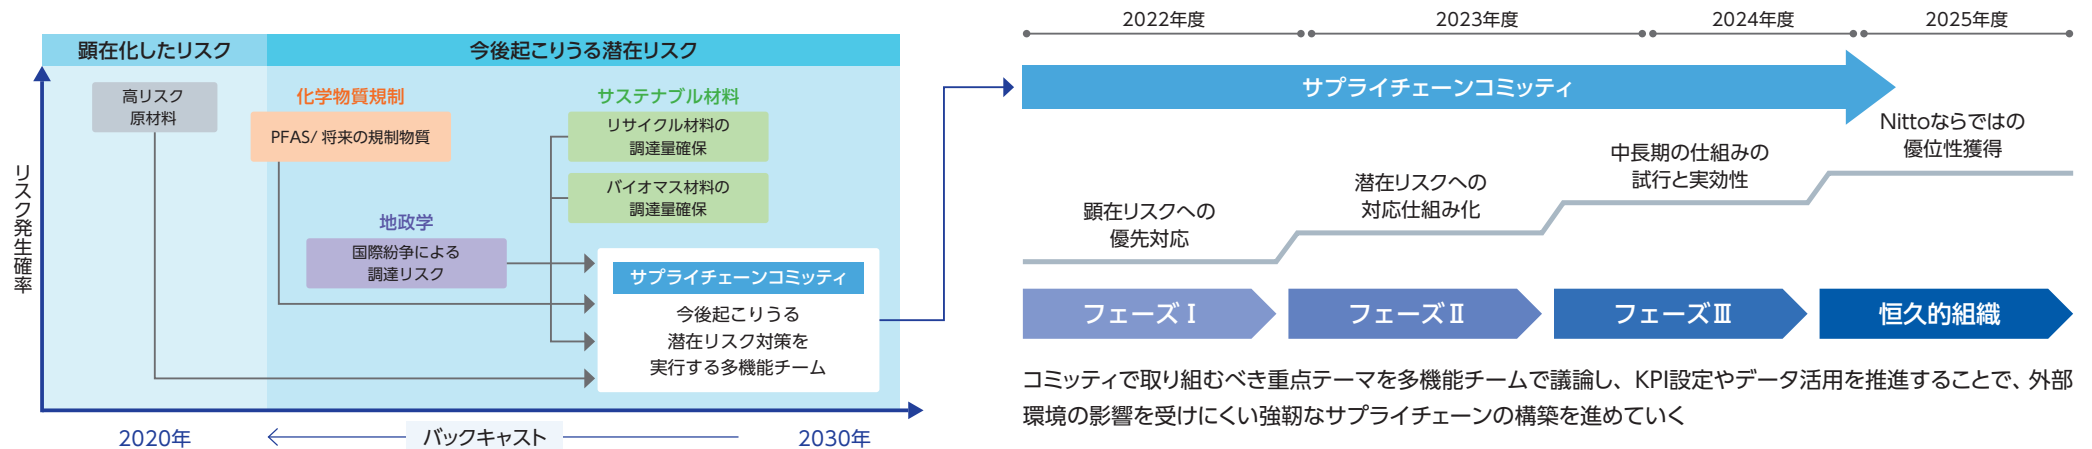 顕在化したリスク
今後起こりうる潜在リスク
リスク発生確率
高リスク
原材料
化学物質規制
PFAS/ 将来の規制物質
地政学
国際紛争による
調達リスク
サステナブル材料
リサイクル材料の
調達量確保
バイオマス材料の
調達量確保
サプライチェーンコミッティ
今後起こりうる
潜在リスク対策を
実行する多機能チーム
2020年
バックキャスト
2030年
2022年度
2023年度
2024年度
2025年度
サプライチェーンコミッティ
顕在リスクへの
優先対応
潜在リスクへの
対応仕組み化
中長期の仕組みの
試行と実効性
Nittoならではの
優位性獲得
フェーズⅠ
フェーズⅡ
フェーズⅢ
恒久的組織
コミッティで取り組むべき重点テーマを多機能チームで議論し、KPI設定やデータ活用を推進することで、外部
環境の影響を受けにくい強靭なサプライチェーンの構築を進めていく